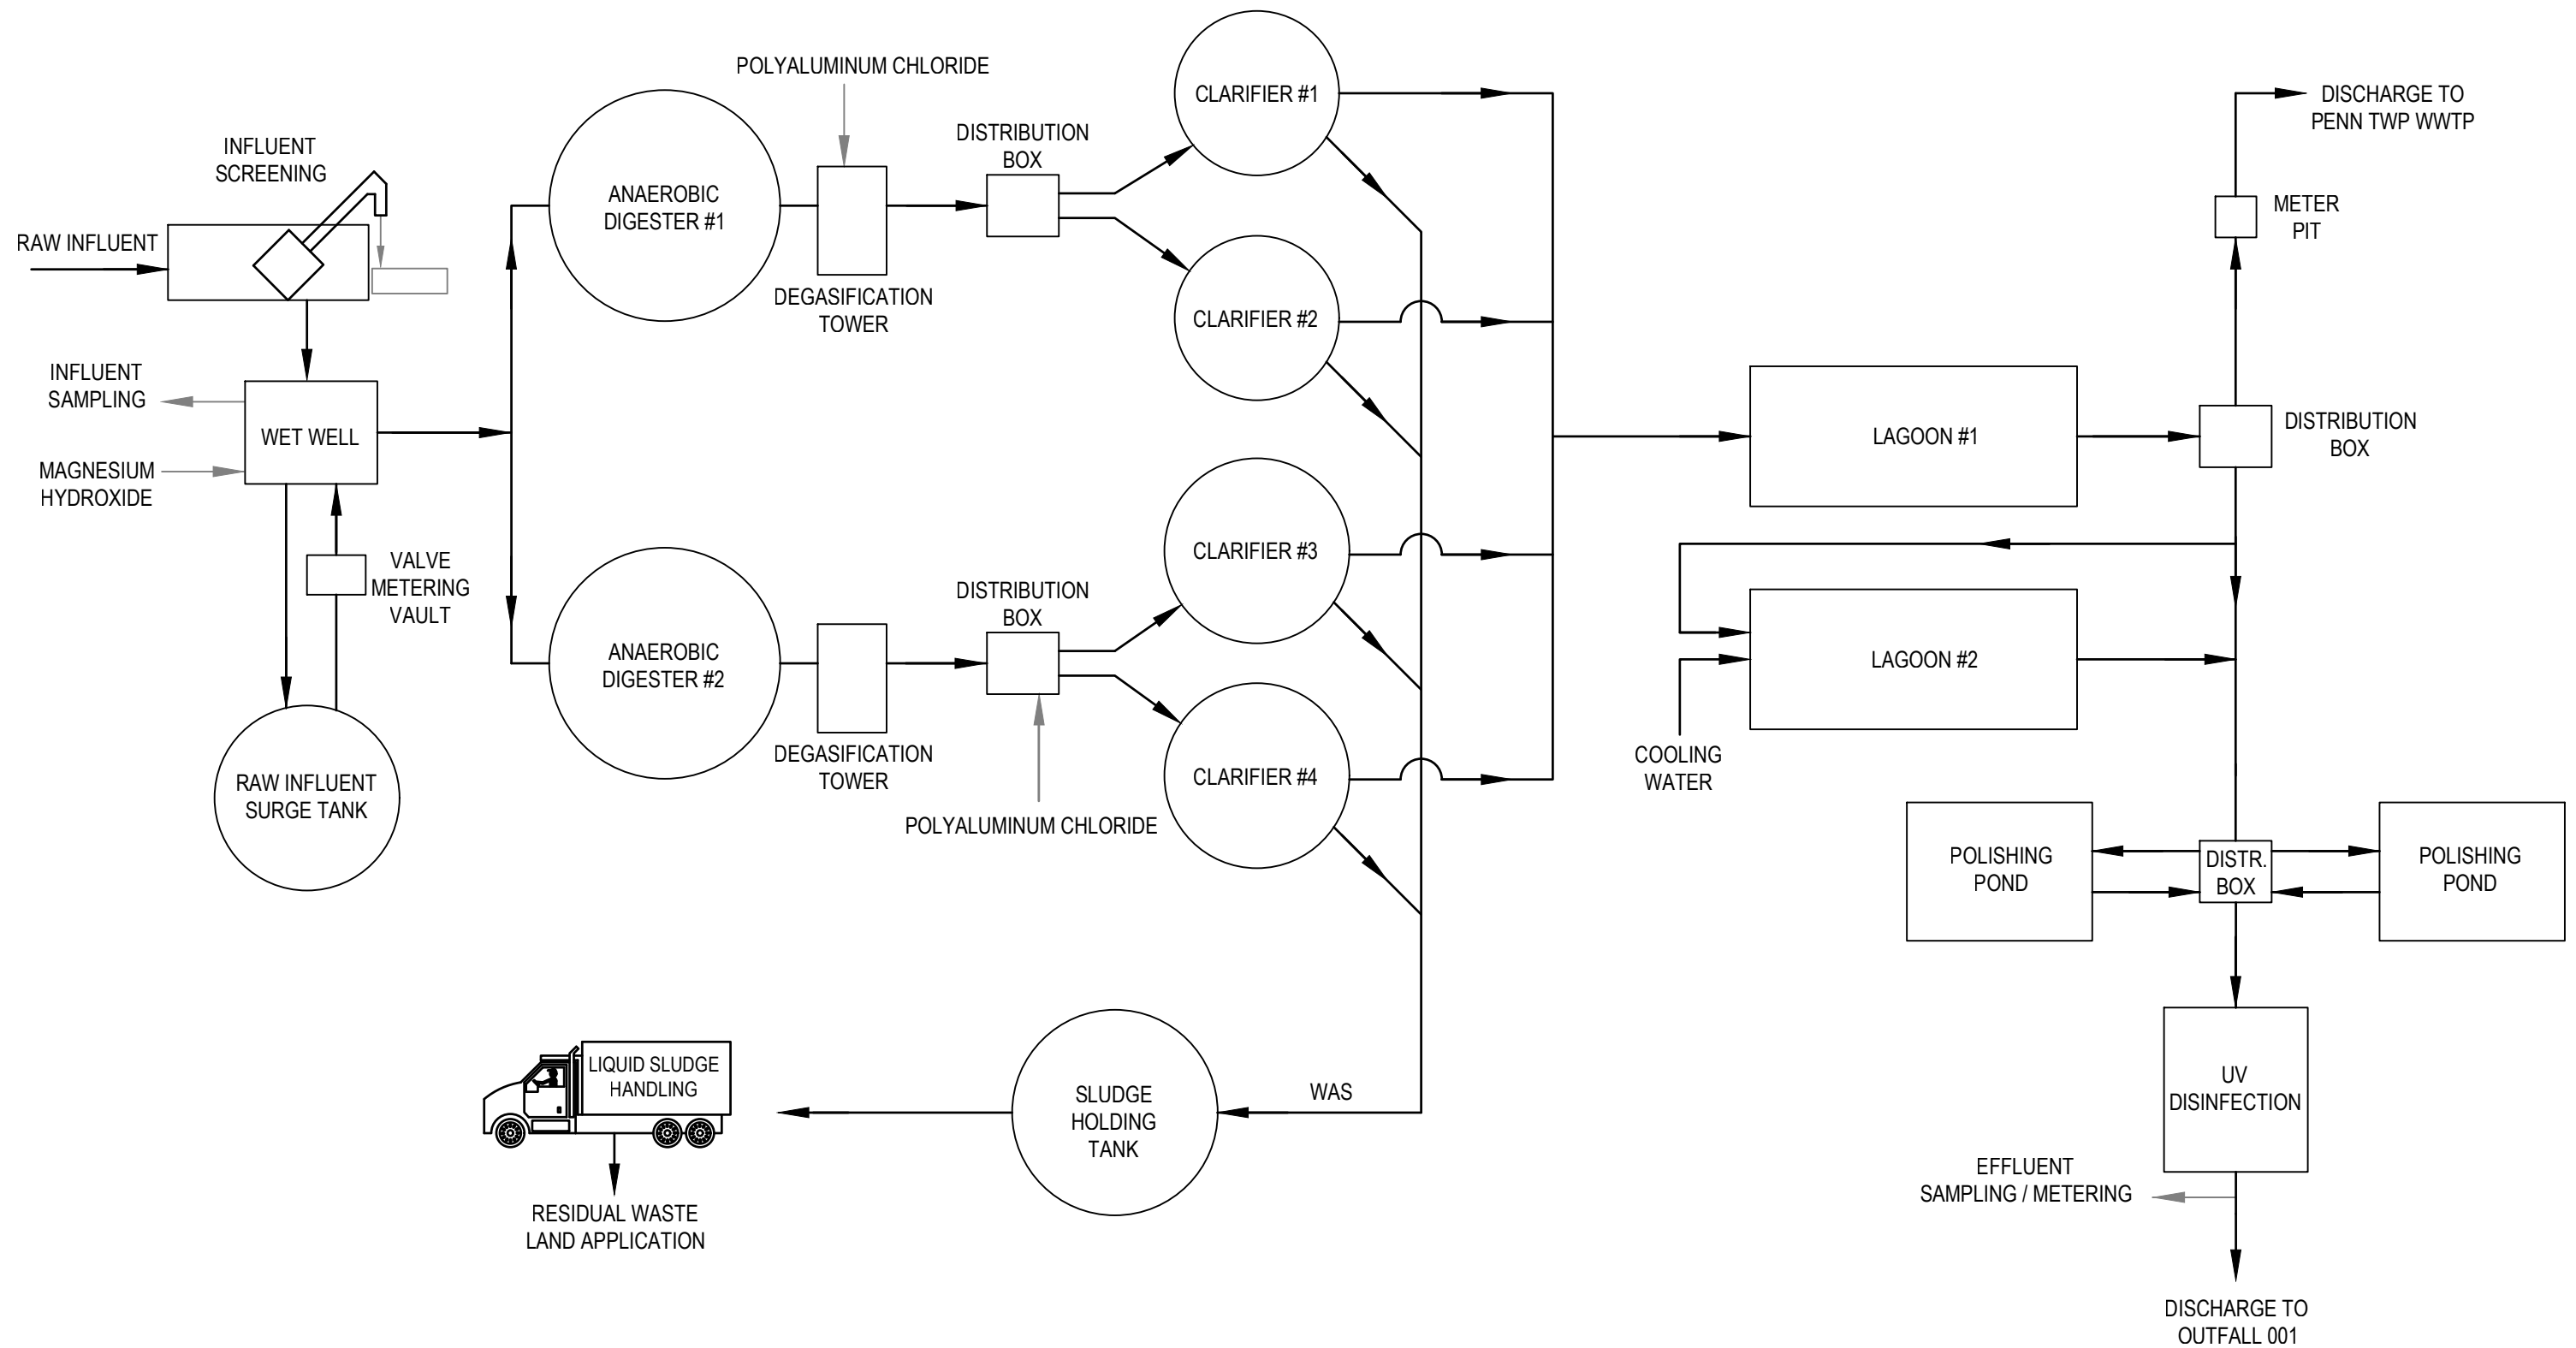 POLYALUMINUM CHLORIDE
CLARIFIER #1
DISCHARGE TO
PENN TWP WWTP
INFLUENT
SCREENING
DISTRIBUTION
BOX
ANAEROBIC
DIGESTER #1
METER
PIT
RAW INFLUENT
DEGASIFICATION
TOWER
CLARIFIER #2
INFLUENT
SAMPLING
WET WELL
LAGOON #1
DISTRIBUTION
BOX
MAGNESIUM
HYDROXIDE
VALVE
METERING
VAULT
DISTRIBUTION
BOX
CLARIFIER #3
ANAEROBIC
DIGESTER #2
LAGOON #2
DEGASIFICATION
TOWER
CLARIFIER #4
COOLING
WATER
RAW INFLUENT
SURGE TANK
POLYALUMINUM CHLORIDE
POLISHING
POND
DISTR.
BOX
POLISHING
POND
LIQUID SLUDGE
HANDLING
SLUDGE
HOLDING
TANK
WAS
UV
DISINFECTION
EFFLUENT
SAMPLING / METERING
RESIDUAL WASTE
LAND APPLICATION
DISCHARGE TO
OUTFALL 001